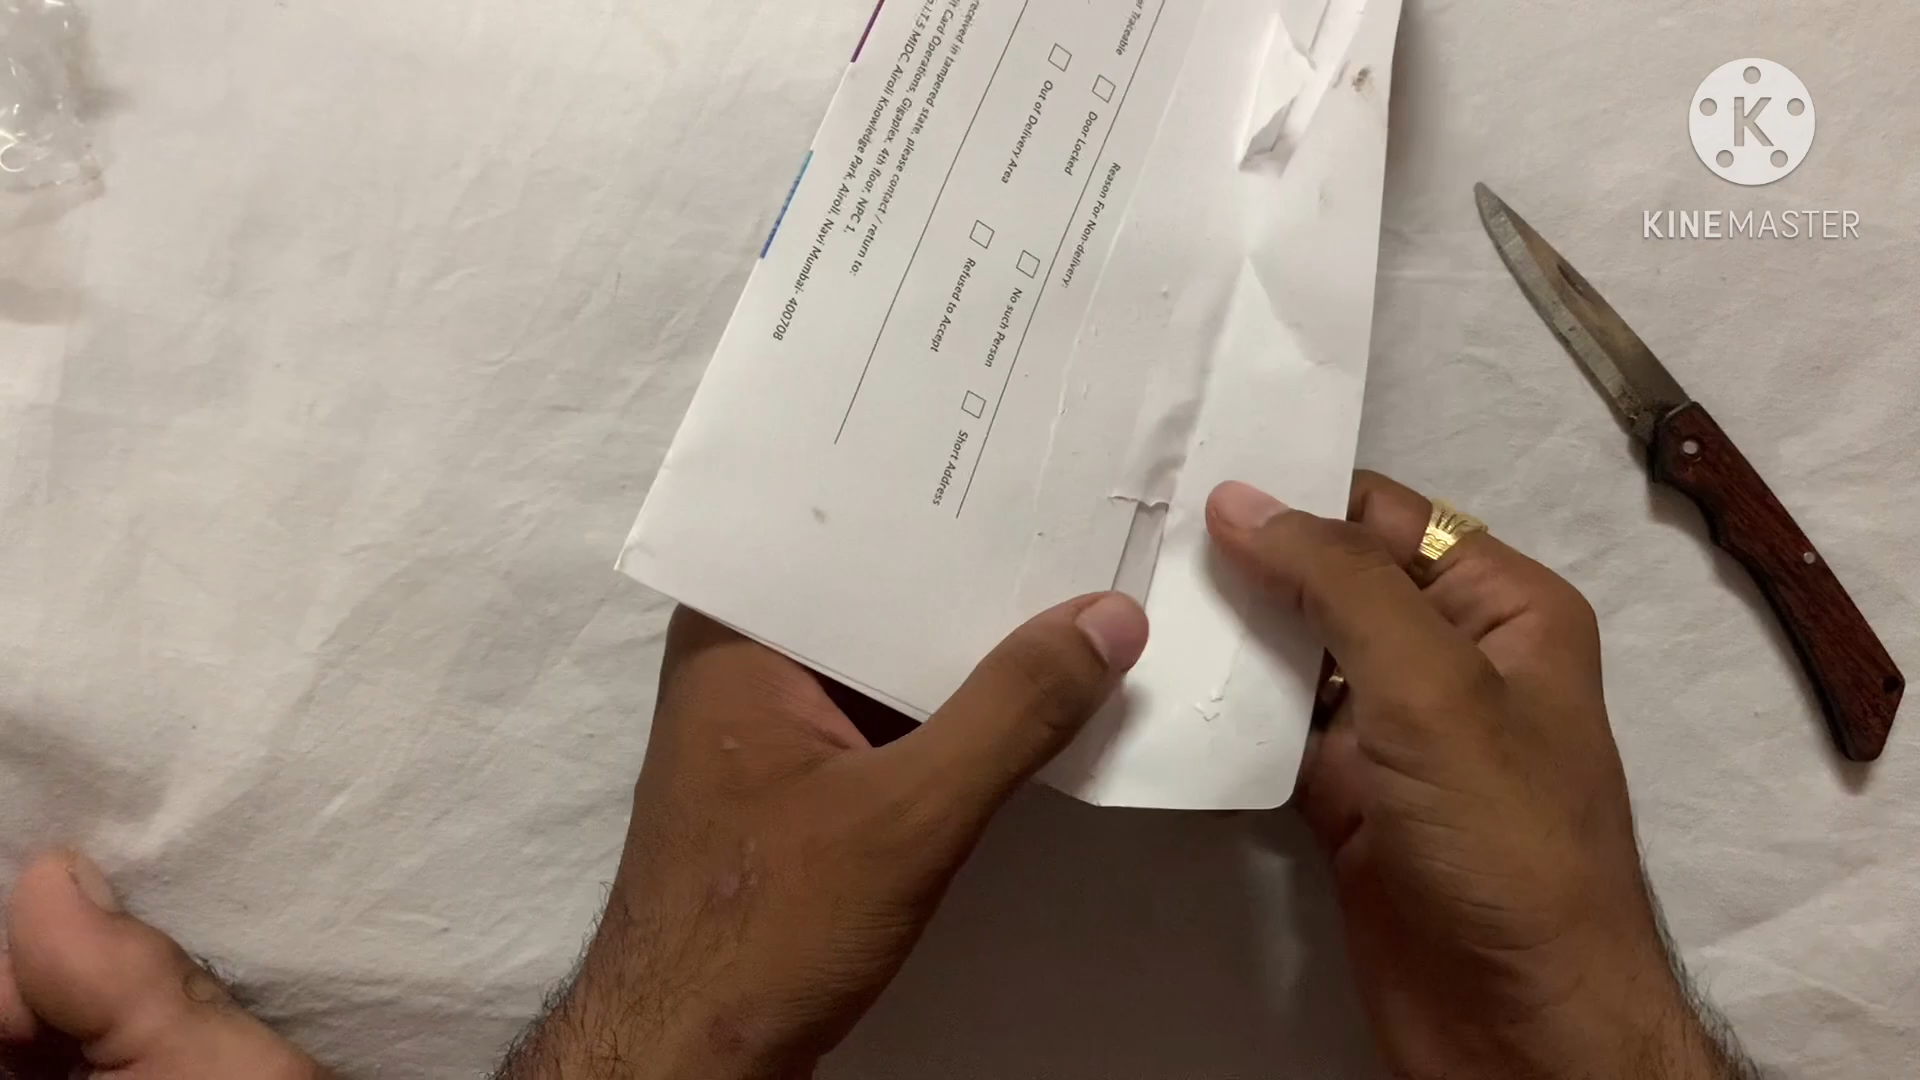 Traceable
Door Locked
No such Person
Short Address
Out of Delivery Area
Refused to Accept
Reason For Non-delivery:
received in tampered state, please contact / return to:
Card Operations, Gigaplex, 4th floor, NPC 1,
MIDC, Airoli Knowledge Park, Airoli, Navi Mumbai- 400708
K
KINEMASTER